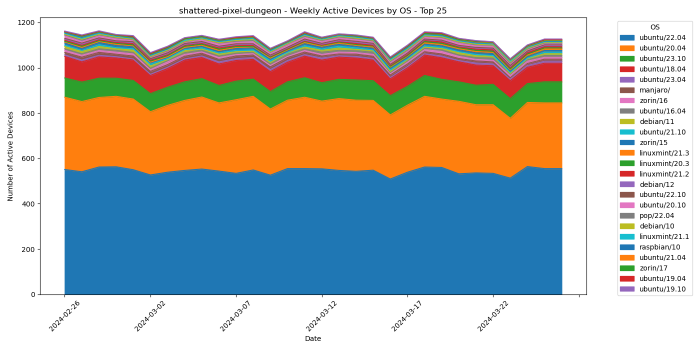 shattered-pixel-dungeon - Weekly Active Devices by OS - Top 25
Number of Active Devices
1200
1000
800
600
400
200
0
2024-02-26
2024-03-02
2024-03-07
2024-03-12
2024-03-17
2024-03-22
Date
OS
ubuntu/22.04
ubuntu/20.04
ubuntu/23.10
ubuntu/18.04
ubuntu/23.04
manjaro/
zorin/16
ubuntu/16.04
debian/11
ubuntu/21.10
zorin/15
linuxmint/21.3
linuxmint/20.3
linuxmint/21.2
debian/12
ubuntu/22.10
ubuntu/20.10
pop/22.04
debian/10
linuxmint/21.1
raspbian/10
ubuntu/21.04
zorin/17
ubuntu/19.04
ubuntu/19.10